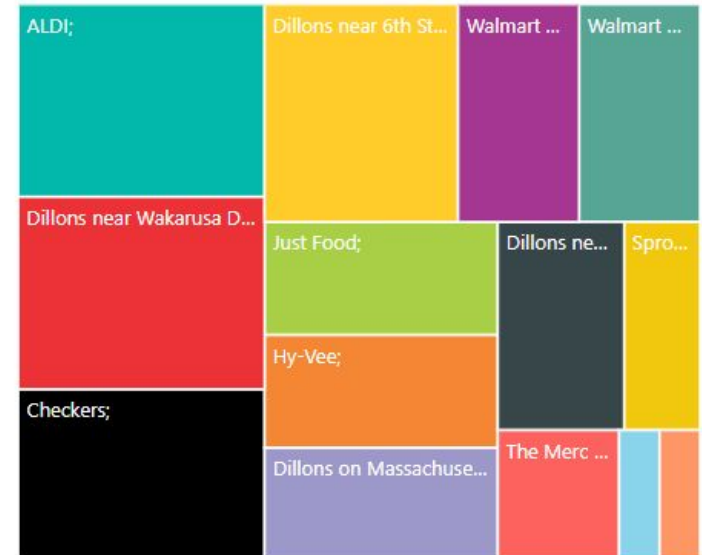 ALDI;
Dillons near 6th St...
Walmart ...
Walmart ...
Dillons near Wakarusa D...
Just Food;
Dillons ne...
Spro...
Hy-Vee;
Checkers;
Dillons on Massachuse...
The Merc ...